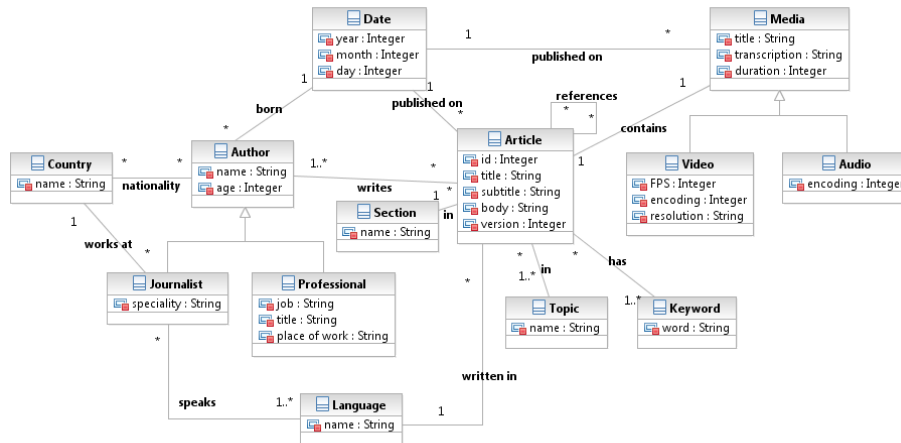 Date
year : Integer
month : Integer
day : Integer
Media
title : String
transcription : String
duration : Integer
1
*
published on
1
born
*
1
published on
*
references
*
*
1
contains
1
Country
name : String
*
*
nationality
Author
name : String
age : Integer
1..*
*
writes
Article
id : Integer
title : String
subtitle : String
body : String
version : Integer
Video
FPS : Integer
encoding : Integer
resolution : String
Audio
encoding : Integer
Section
name : String
1
*
in
1
works at
*
Journalist
speciality : String
Professional
job : String
title : String
place of work : String
*
1..*
in
Topic
name : String
*
has
1..*
Keyword
word : String
*
speaks
1..*
Language
name : String
*
written in
1